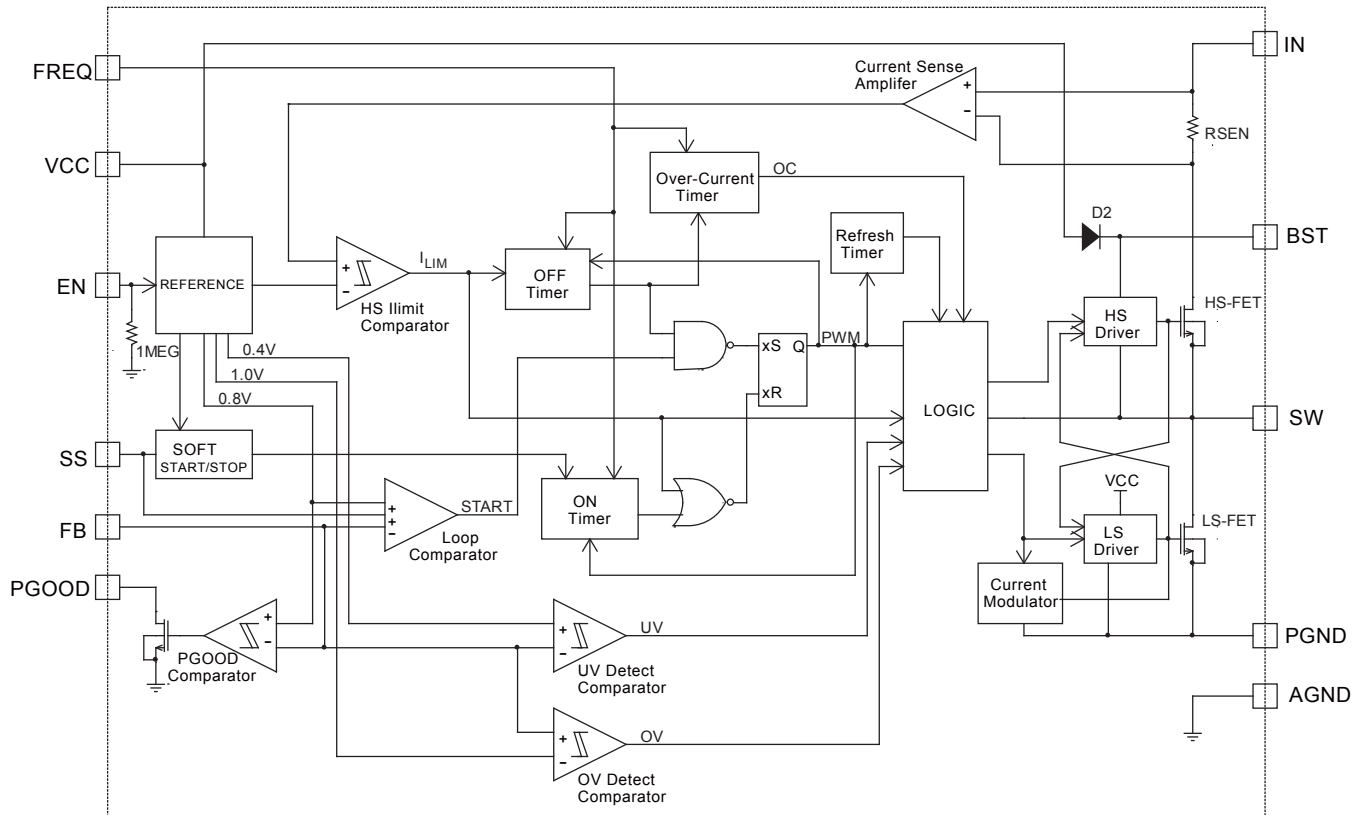 IN
FREQ
Current Sense
Amplifer
+
-
RSEN
VCC
Over-Current
Timer
OC
D2
BST
Refresh
Timer
EN
REFERENCE
+
-
ILIM
HS Ilimit
Comparator
OFF
Timer
HS
Driver
HS-FET
1MEG
0.4V
1.0V
0.8V
xS
Q
xR
PWM
LOGIC
SW
SS
SOFT
START/STOP
+
+
-
START
Loop
Comparator
ON
Timer
VCC
LS
Driver
LS-FET
FB
PGOOD
Current
Modulator
+
-
PGOOD
Comparator
+
-
UV
UV Detect
Comparator
PGND
AGND
+
-
OV
OV Detect
Comparator